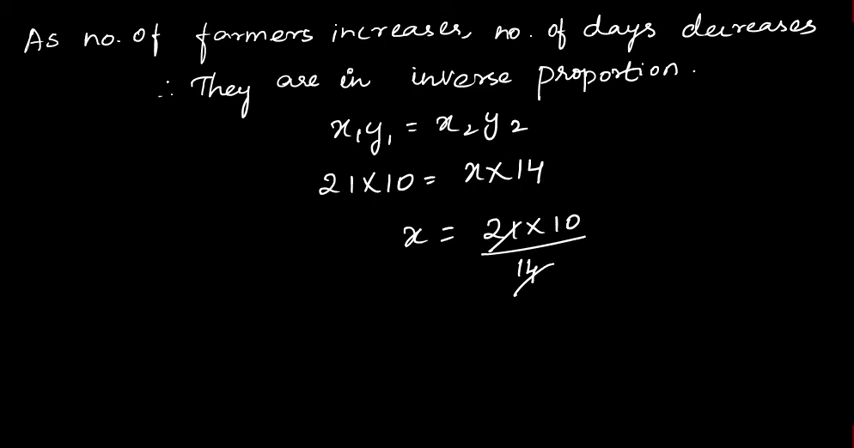 As no. of farmers increases, no. of days decreases
∴ They are in inverse proportion.
x₁y₁ = x₂y₂
21×10 = x×14
x = 21×10
14